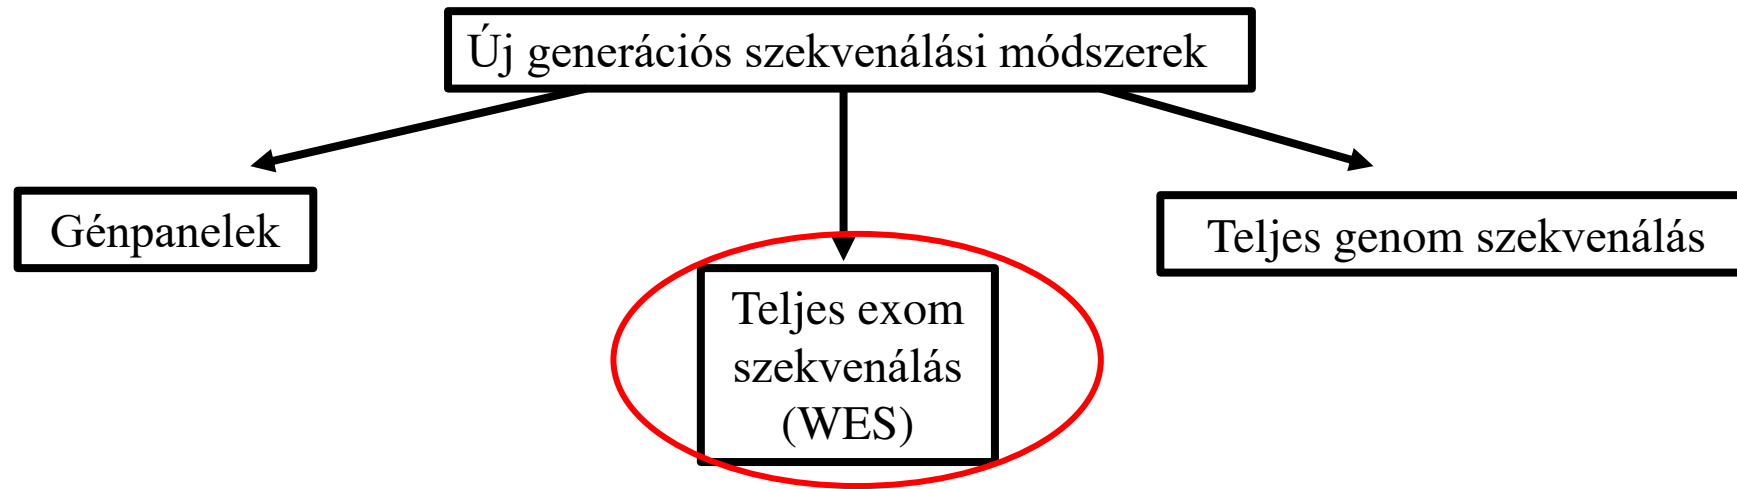 Új generációs szekvenálási módszerek
Génpanelek
Teljes genom szekvenálás
Teljes exom
szekvenálás
(WES)